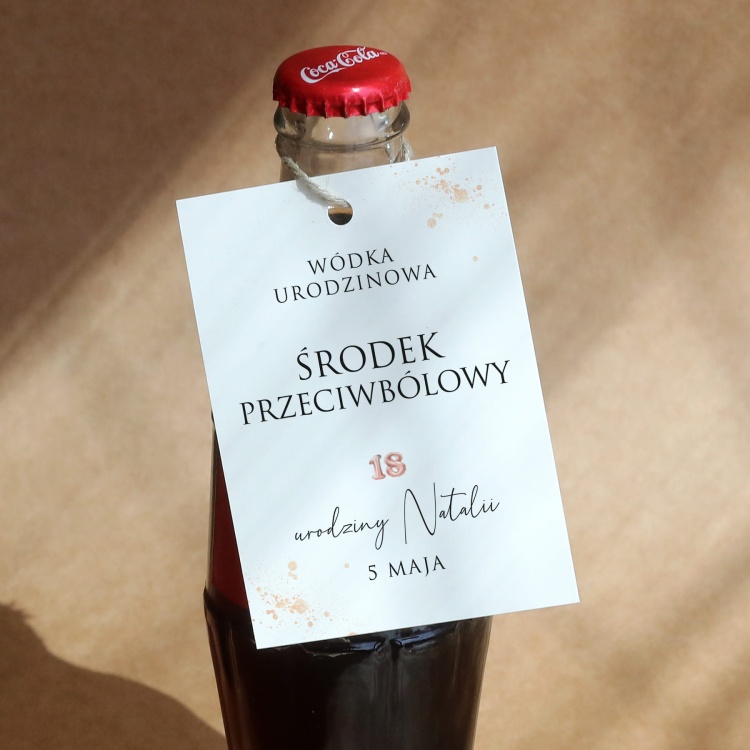 Coca-Cola
WÓDKA
URODZINOWA
ŚRODEK
PRZECIWBÓLOWY
18
urodziny Natalii
5 MAJA